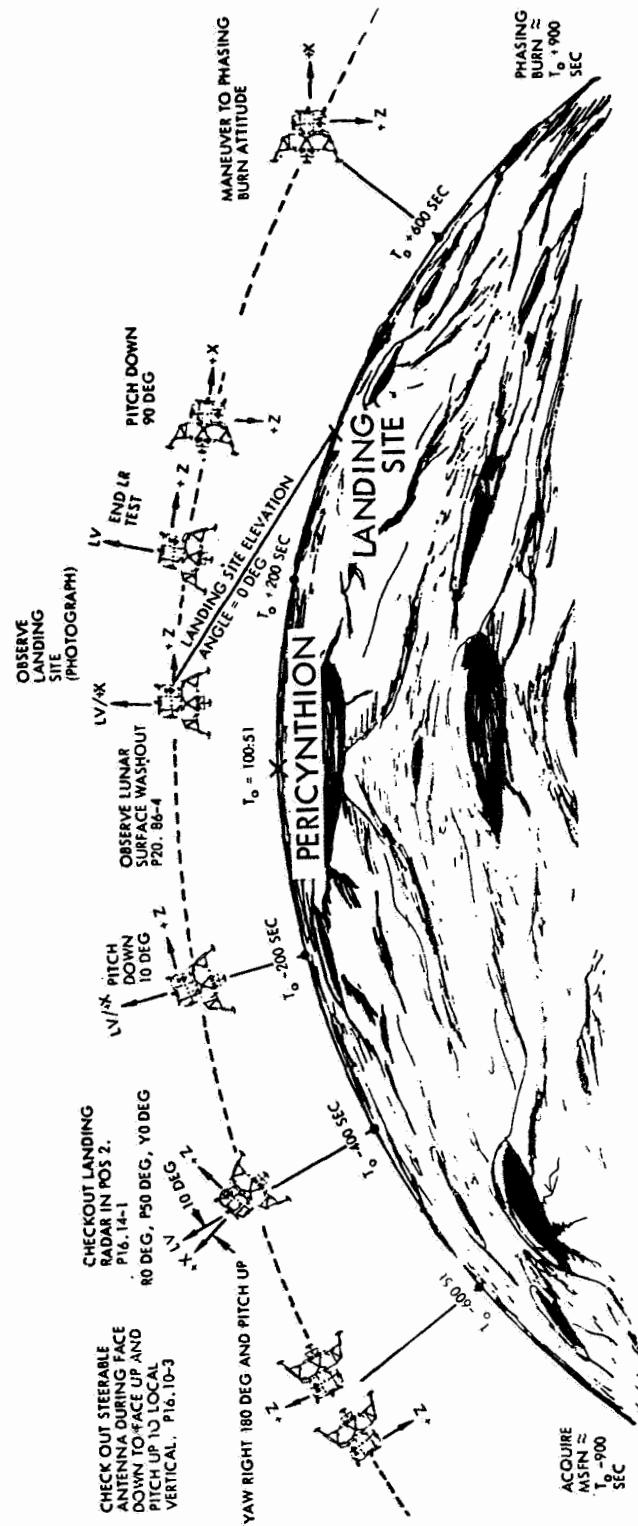 CHECK OUT STEERABLE
ANTENNA DURING FACE
DOWN TO FACE UP AND
PITCH UP TO LOCAL
VERTICAL. P16.10-3
YAW RIGHT 180 DEG AND PITCH UP
+Z
+Z
CHECKOUT LANDING
RADAR IN POS 2.
P16.14-1
R0 DEG, P50 DEG, Y0 DEG
+X
LV
10 DEG
+Z
LV/+X
PITCH
DOWN
10 DEG
+Z
OBSERVE LUNAR
SURFACE WASHOUT
P20. 86-4
OBSERVE
LANDING
SITE
(PHOTOGRAPH)
LV/+X
+Z
LV
END LR
TEST
+Z
PITCH DOWN
90 DEG
+X
+Z
MANEUVER TO PHASING
BURN ATTITUDE
+X
+Z
LANDING SITE ELEVATION
ANGLE = 0 DEG
ACQUIRE
MSFN ≈
T₀ -900
SEC
T₀ -400 SEC
T₀ -200 SEC
T₀ = 100:51
PERICYNTHION
T₀ +200 SEC
LANDING
SITE
T₀ +600 SEC
PHASING
BURN ≈
T₀ +900
SEC